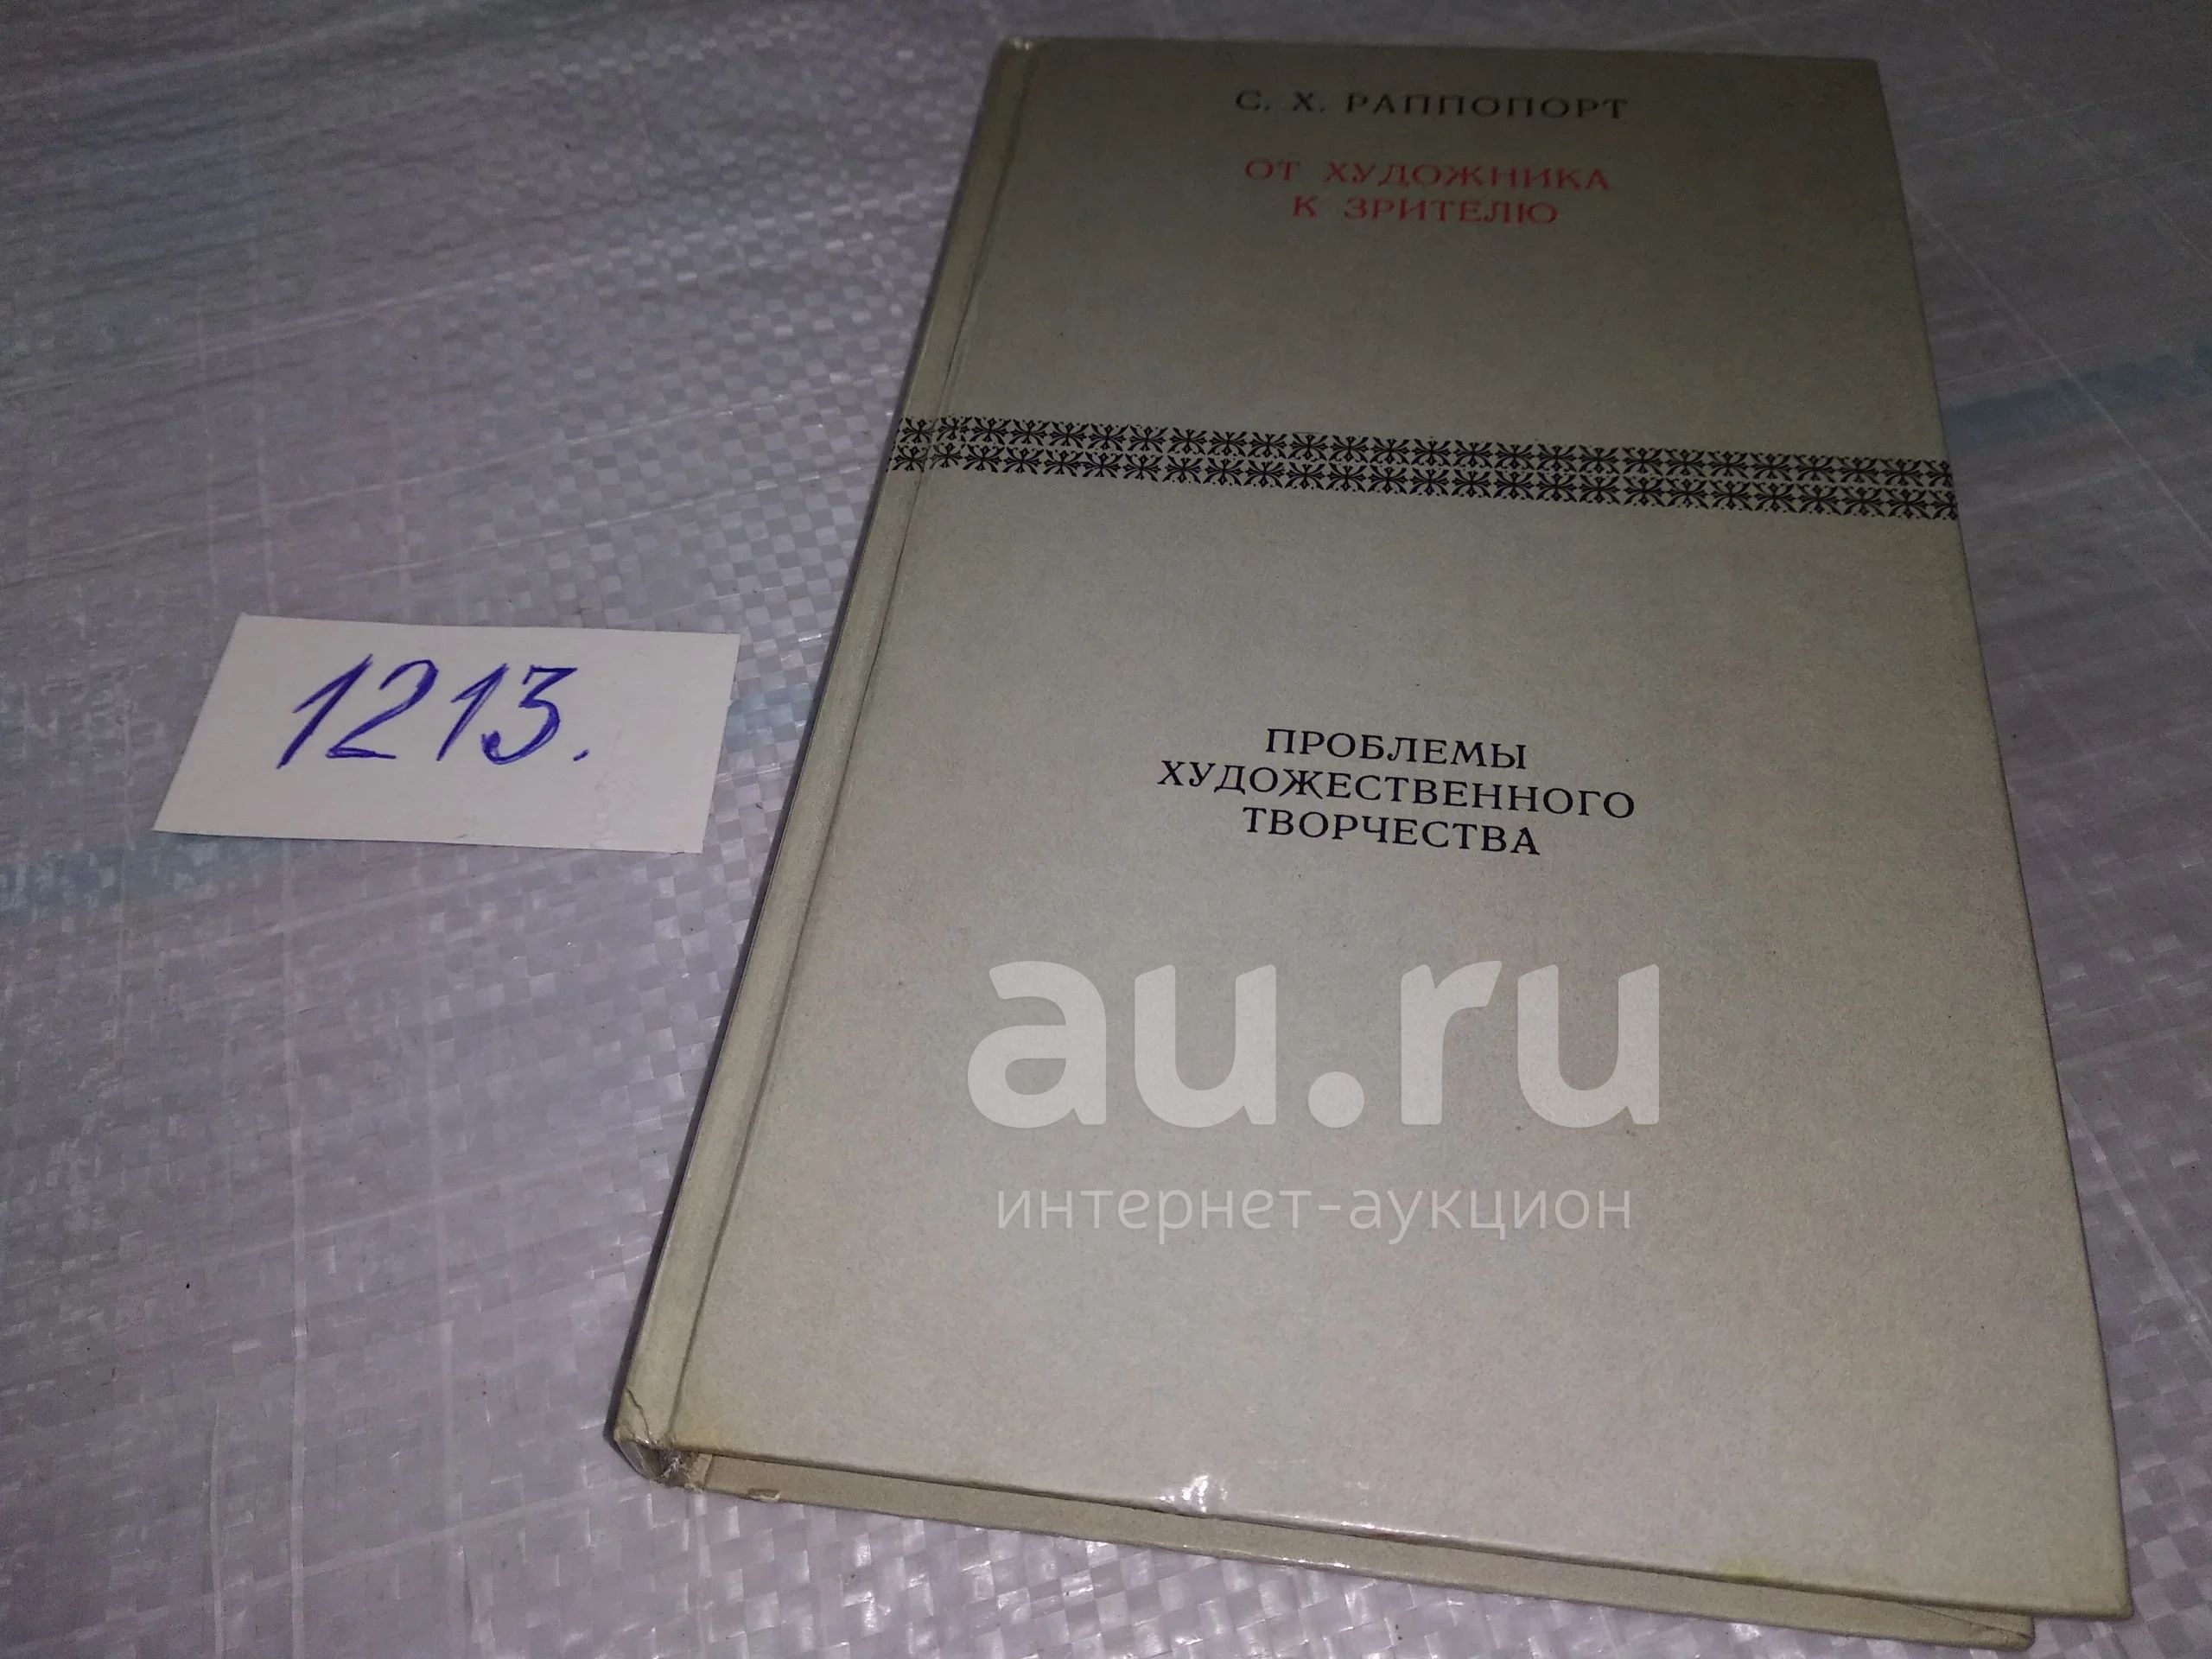 С. Х. РАППОПОРТ
ОТ ХУДОЖНИКА
К ЗРИТЕЛЮ
1213.
ПРОБЛЕМЫ
ХУДОЖЕСТВЕННОГО
ТВОРЧЕСТВА
au.ru
интернет-аукцион